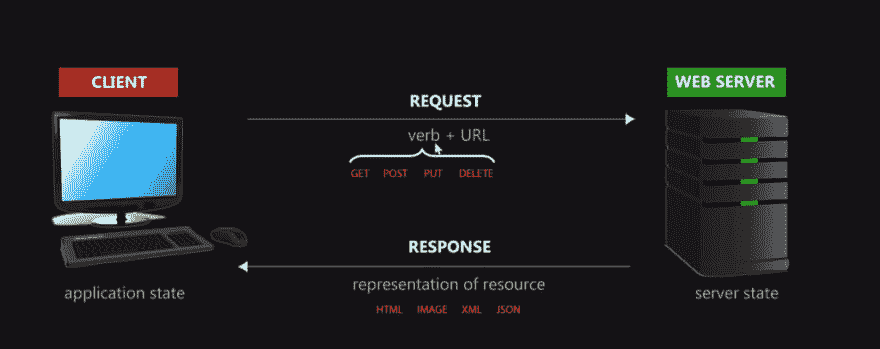 CLIENT
WEB SERVER
REQUEST
verb + URL
GET POST PUT DELETE
RESPONSE
representation of resource
HTML IMAGE XML JSON
application state
server state